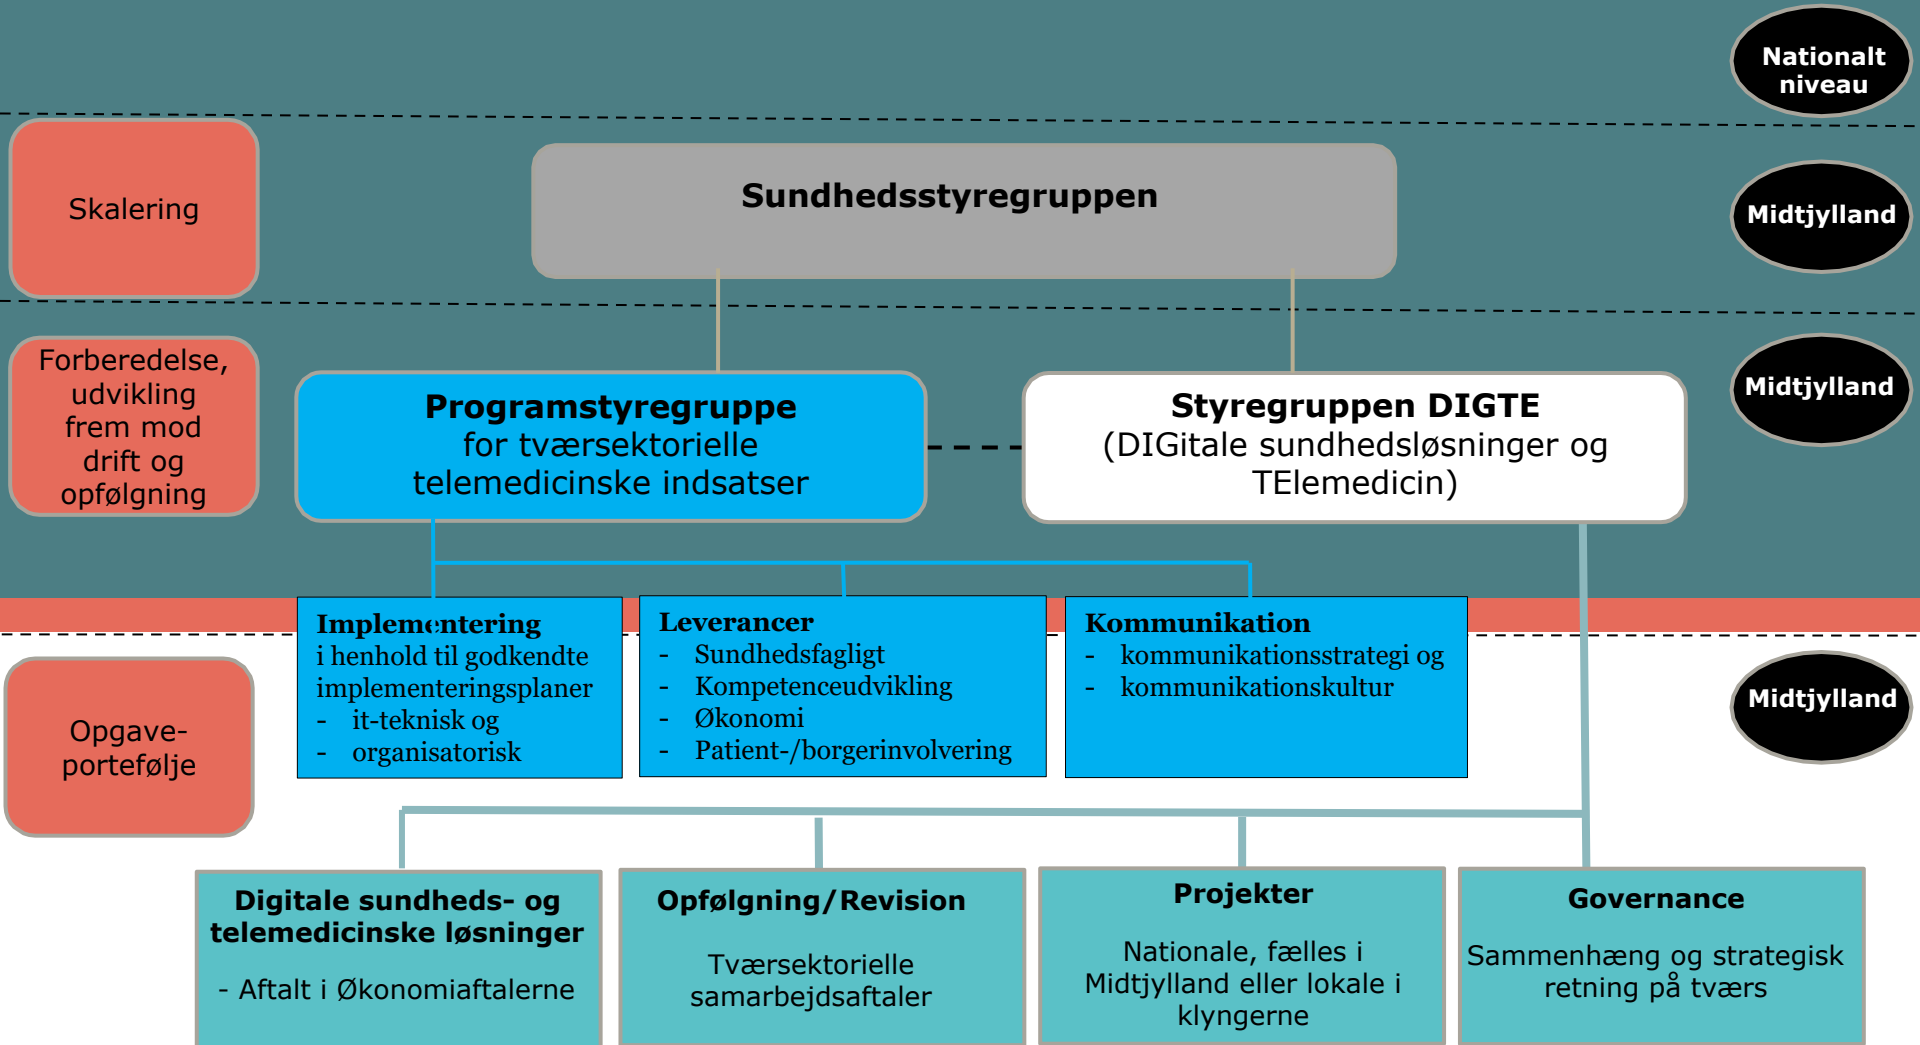 Nationalt
niveau
Skalering
Sundhedsstyregruppen
Midtjylland
Forberedelse,
udvikling
frem mod
drift og
opfølgning
Programstyregruppe
for tværsektorielle
telemedicinske indsatser
Styregruppen DIGTE
(DIGitale sundhedsløsninger og
TElemedicin)
Midtjylland
Opgave-
portefølje
Implementering
i henhold til godkendte
implementeringsplaner
- it-teknisk og
- organisatorisk
Leverancer
- Sundhedsfagligt
- Kompetenceudvikling
- Økonomi
- Patient-/borgerinvolvering
Kommunikation
- kommunikationsstrategi og
- kommunikationskultur
Midtjylland
Digitale sundheds- og
telemedicinske løsninger
- Aftalt i Økonomiaftalerne
Opfølgning/Revision
Tværsektorielle
samarbejdsaftaler
Projekter
Nationale, fælles i
Midtjylland eller lokale i
klyngerne
Governance
Sammenhæng og strategisk
retning på tværs